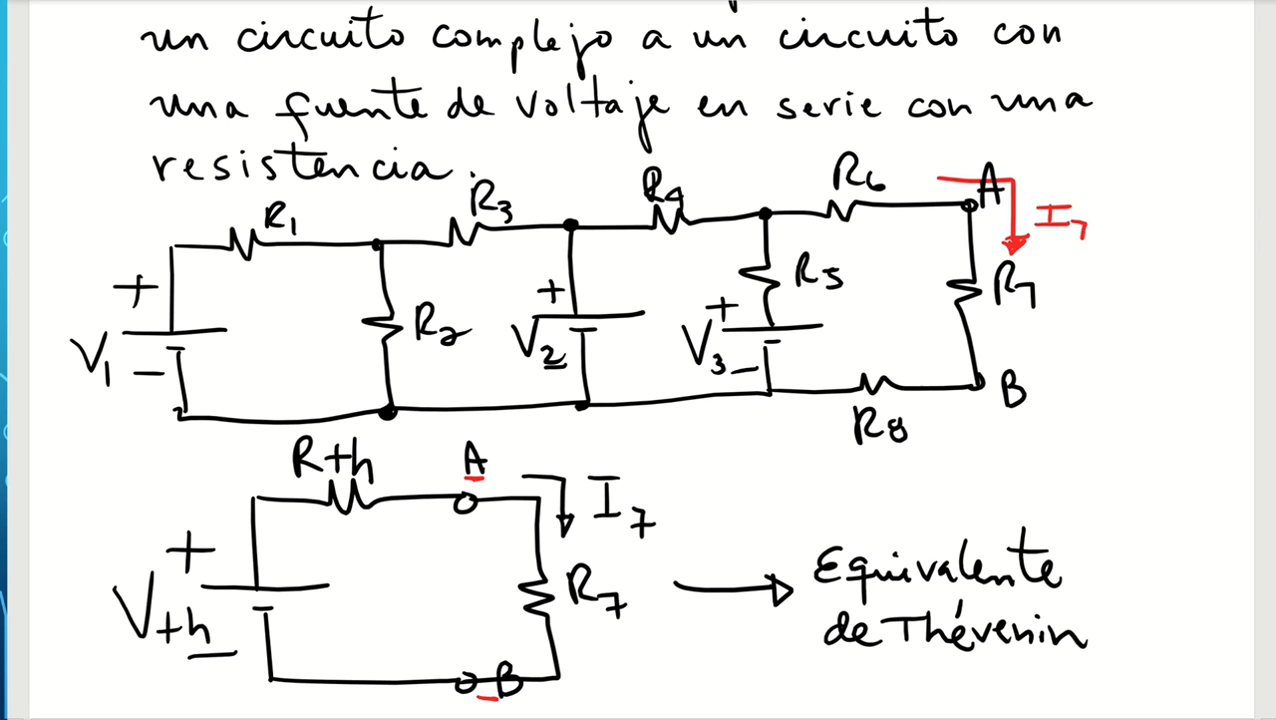 un circuito complejo a un circuito con
una fuente de voltaje en serie con una
resistencia.
R1
R3
R4
R6
A
I7
+
R2
+
V2
+
R5
V3
–
R7
V1
–
B
R8
Rth
A
I7
+
Vth
–
R7
Equivalente
de Thévenin
B